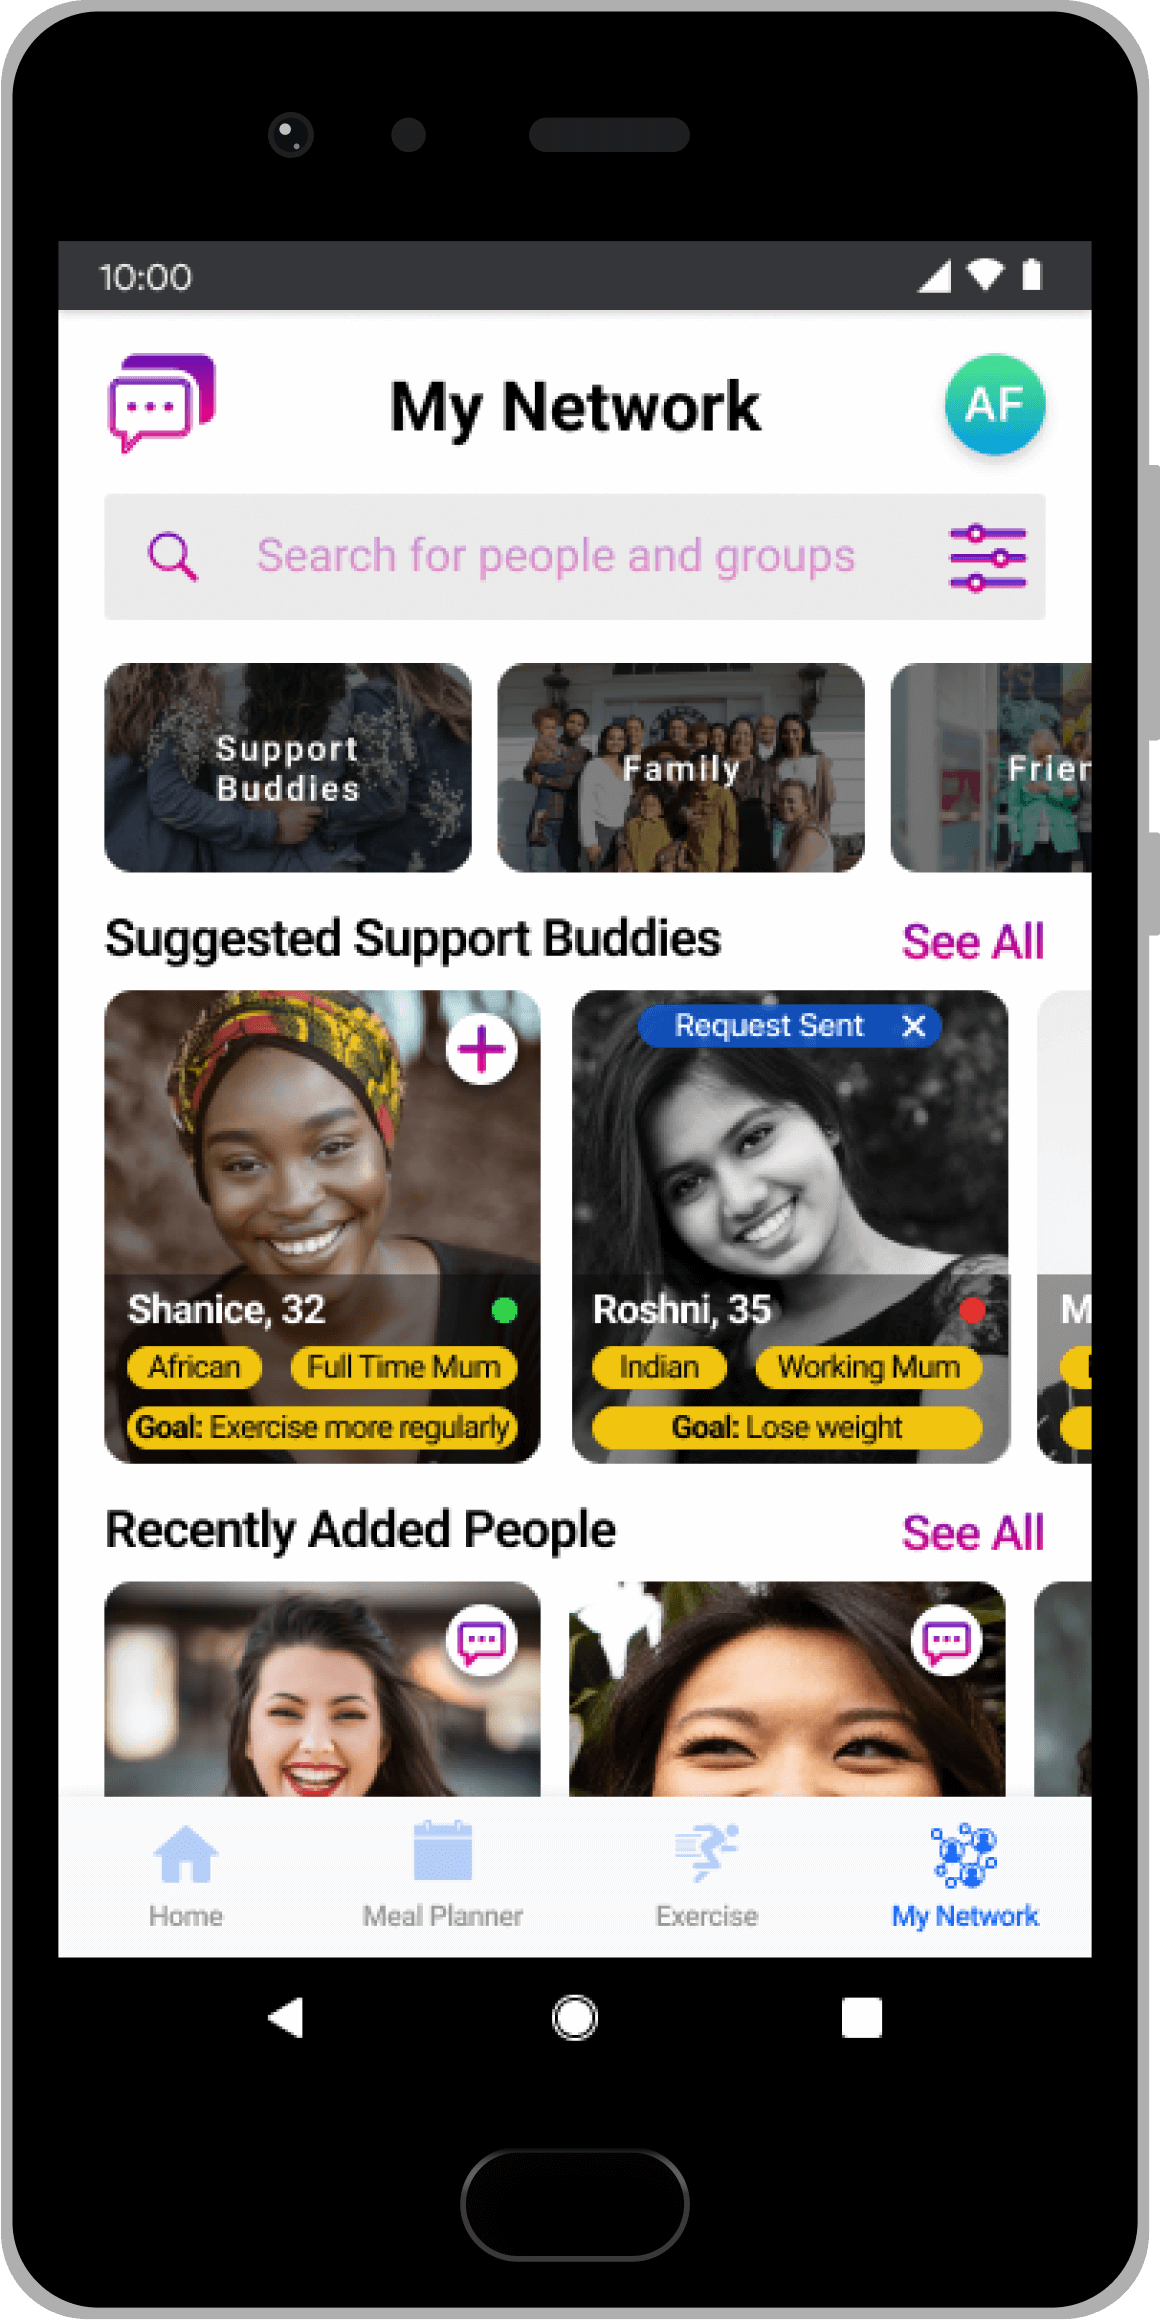 10:00
My Network
AF
Search for people and groups
Support
Buddies
Family
Frien
Suggested Support Buddies
See All
Request Sent
Shanice, 32
African
Full Time Mum
Goal: Exercise more regularly
Roshni, 35
Indian
Working Mum
Goal: Lose weight
M
Recently Added People
See All
Home
Meal Planner
Exercise
My Network